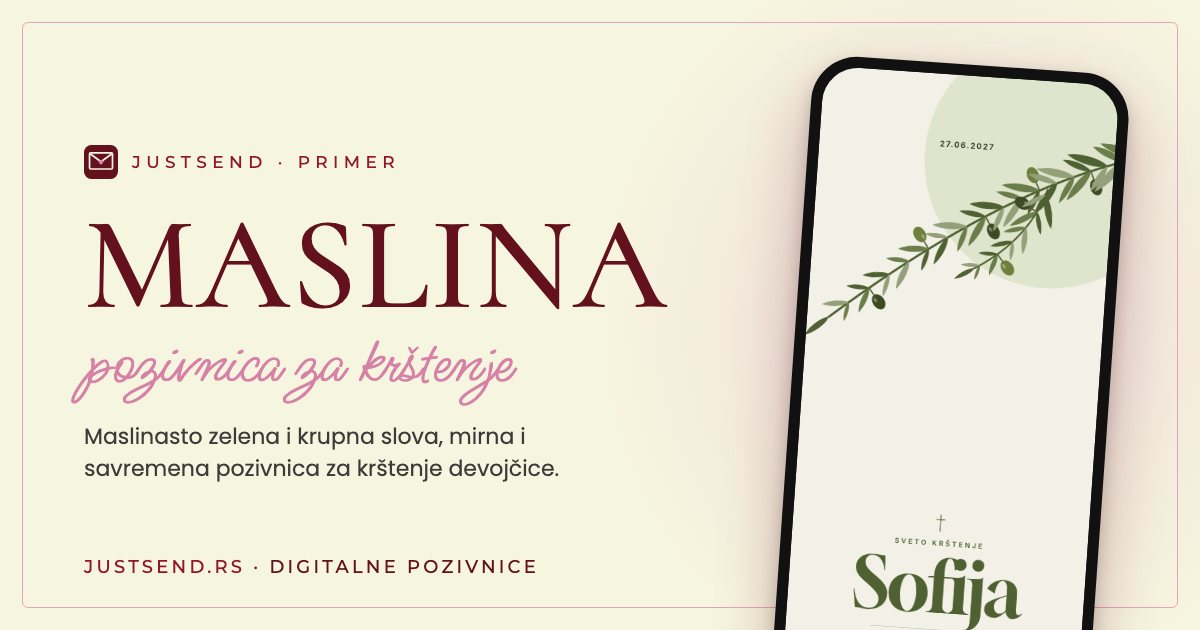 JUSTSEND · PRIMER
MASLINA
pozivnica za krštenje
Maslinasto zelena i krupna slova, mirna i
savremena pozivnica za krštenje devojčice.
JUSTSEND.RS · DIGITALNE POZIVNICE
27.06.2027
SVETO KRŠTENJE
Sofija